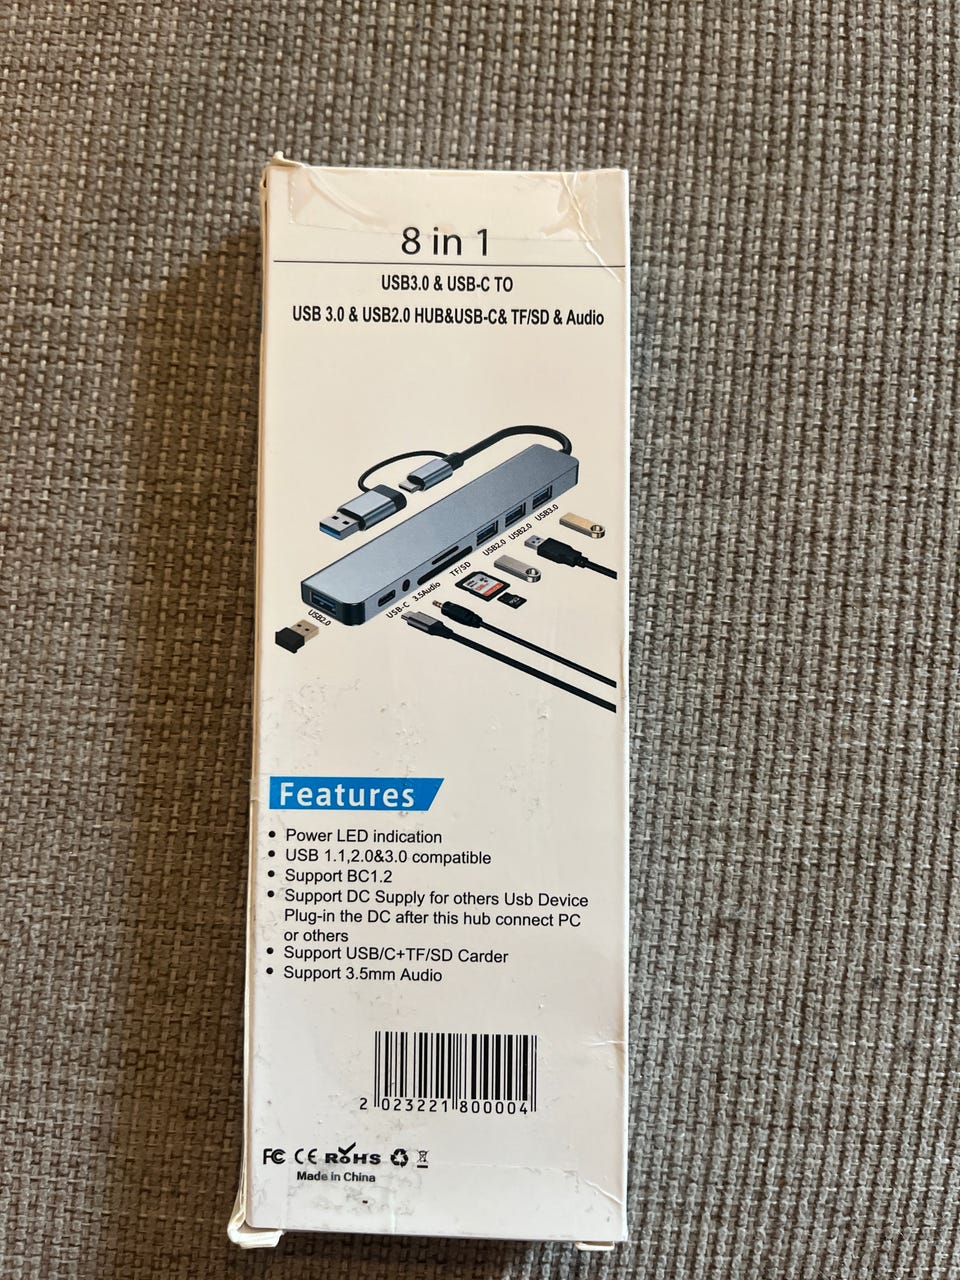 8 in 1
USB3.0 & USB-C TO
USB 3.0 & USB2.0 HUB&USB-C& TF/SD & Audio
USB3.0
USB2.0
USB2.0
TF/SD
3.5Audio
USB-C
USB2.0
Features
• Power LED indication
• USB 1.1,2.0&3.0 compatible
• Support BC1.2
• Support DC Supply for others Usb Device
Plug-in the DC after this hub connect PC
or others
• Support USB/C+TF/SD Carder
• Support 3.5mm Audio
2 023221 800004
FC CE RoHS
Made in China